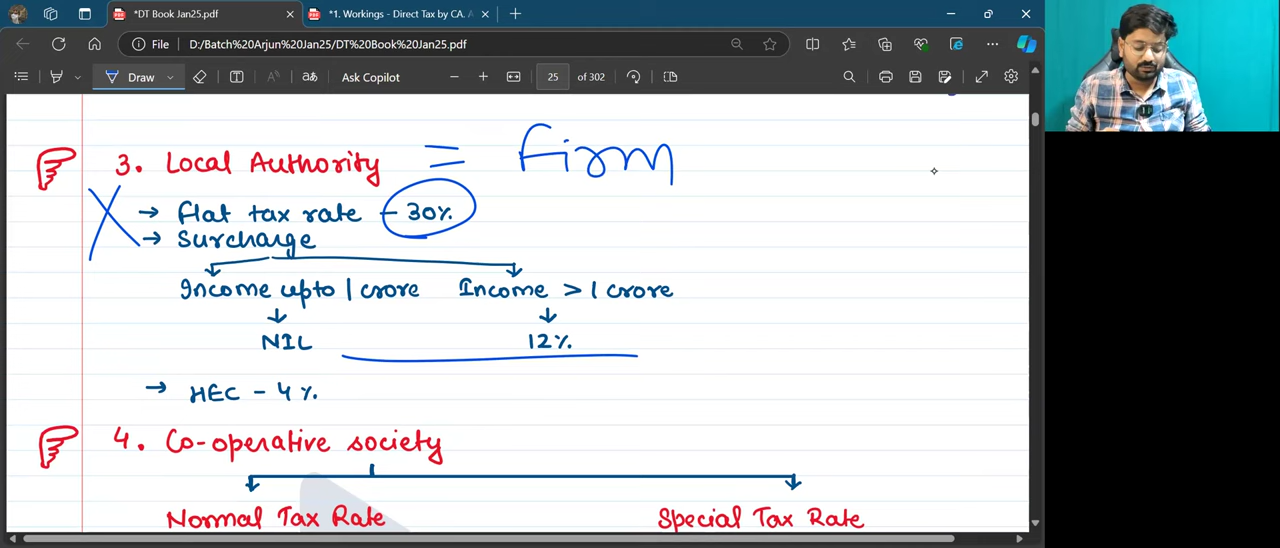 *DT Book Jan25.pdf
*1. Workings - Direct Tax by CA. A
File D:/Batch%20Arjun%20Jan25/DT%20Book%20Jan25.pdf
Draw Ask Copilot 25 of 302
3. Local Authority = Firm
→ Flat tax rate - 30%
→ Surcharge
Income upto 1 crore Income > 1 crore
NIL 12%
→ HEC - 4%
4. Co-operative society
Normal Tax Rate Special Tax Rate